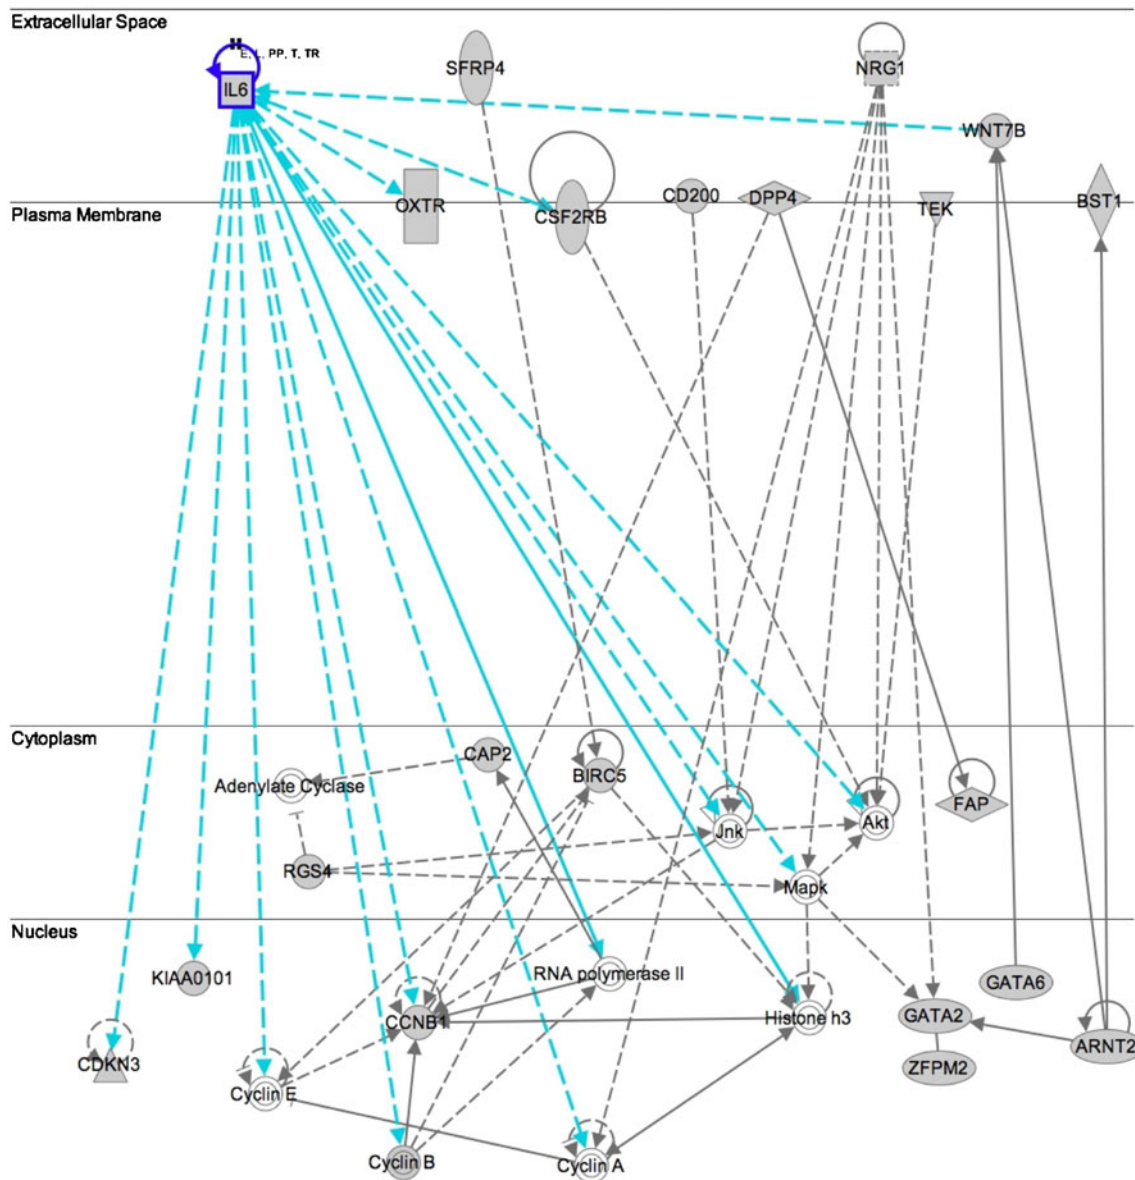 Extracellular Space
E, L, PP, T, TR
IL6
SFRP4
NRG1
WNT7B
OXTR
CSF2RB
CD200
DPP4
TEK
BST1
Plasma Membrane
Cytoplasm
CAP2
Adenylate Cyclase
BIRC5
Jnk
Akt
FAP
RGS4
Mapk
Nucleus
KIAA0101
RNA polymerase II
CCNB1
Histone h3
GATA6
GATA2
ARNT2
CDKN3
Cyclin E
ZFPM2
Cyclin B
Cyclin A